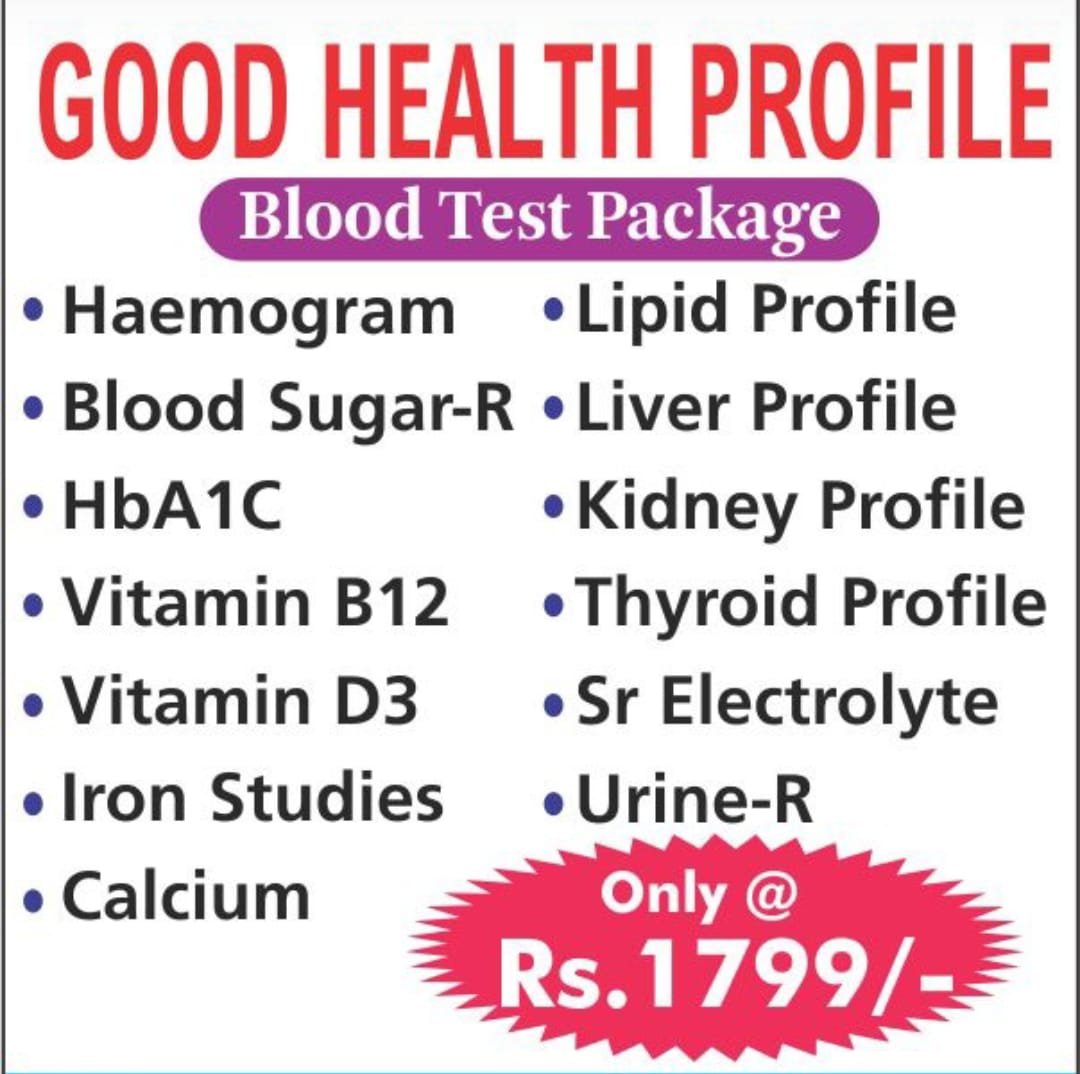 GOOD HEALTH PROFILE
Blood Test Package
• Haemogram
• Blood Sugar-R
• HbA1C
• Vitamin B12
• Vitamin D3
• Iron Studies
• Calcium
• Lipid Profile
• Liver Profile
• Kidney Profile
• Thyroid Profile
• Sr Electrolyte
• Urine-R
Only @
Rs.1799/-